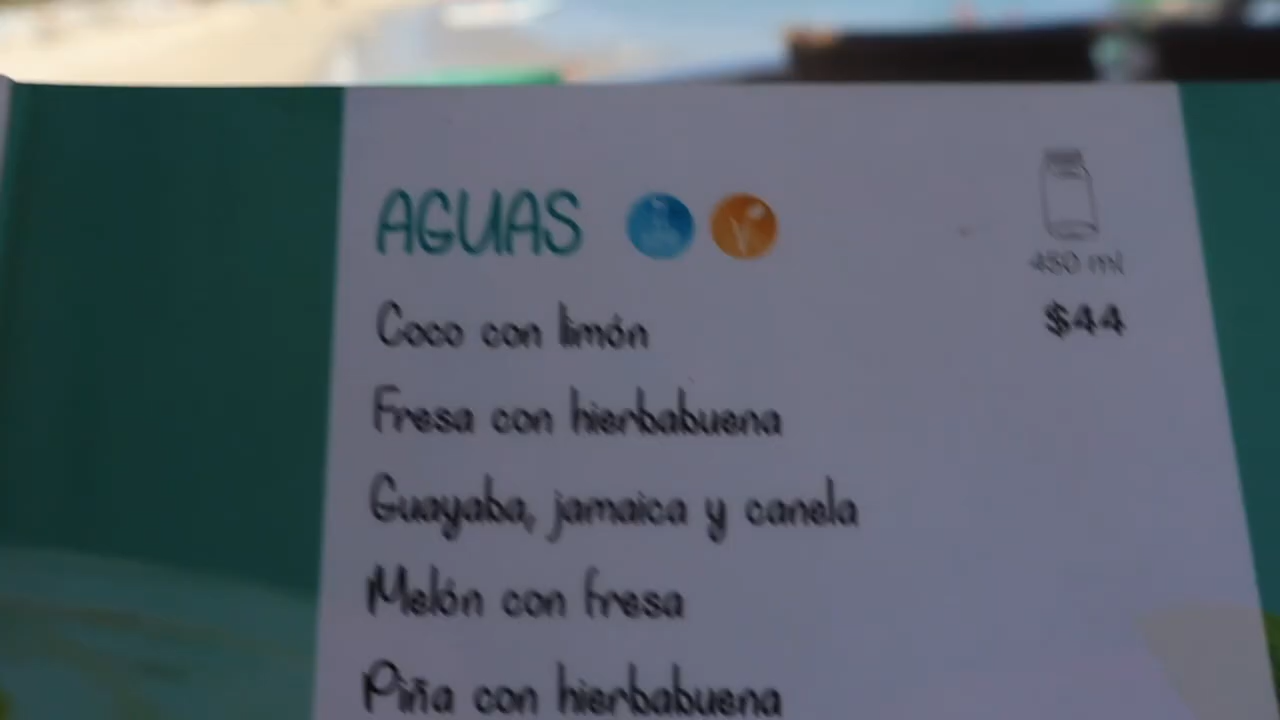 AGUAS
450 ml
$44
Coco con limón
Fresa con hierbabuena
Guayaba, jamaica y canela
Melón con fresa
Piña con hierbabuena